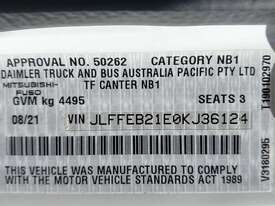 APPROVAL NO. 50262 CATEGORY NB1
DAIMLER TRUCK AND BUS AUSTRALIA PACIFIC PTY LTD
MITSUBISHI- TF CANTER NB1
FUSO
GVM kg 4495 SEATS 3
08/21 VIN JLFFEB21E0KJ36124
THIS VEHICLE WAS MANUFACTURED TO COMPLY
WITH THE MOTOR VEHICLE STANDARDS ACT 1989
V3180295